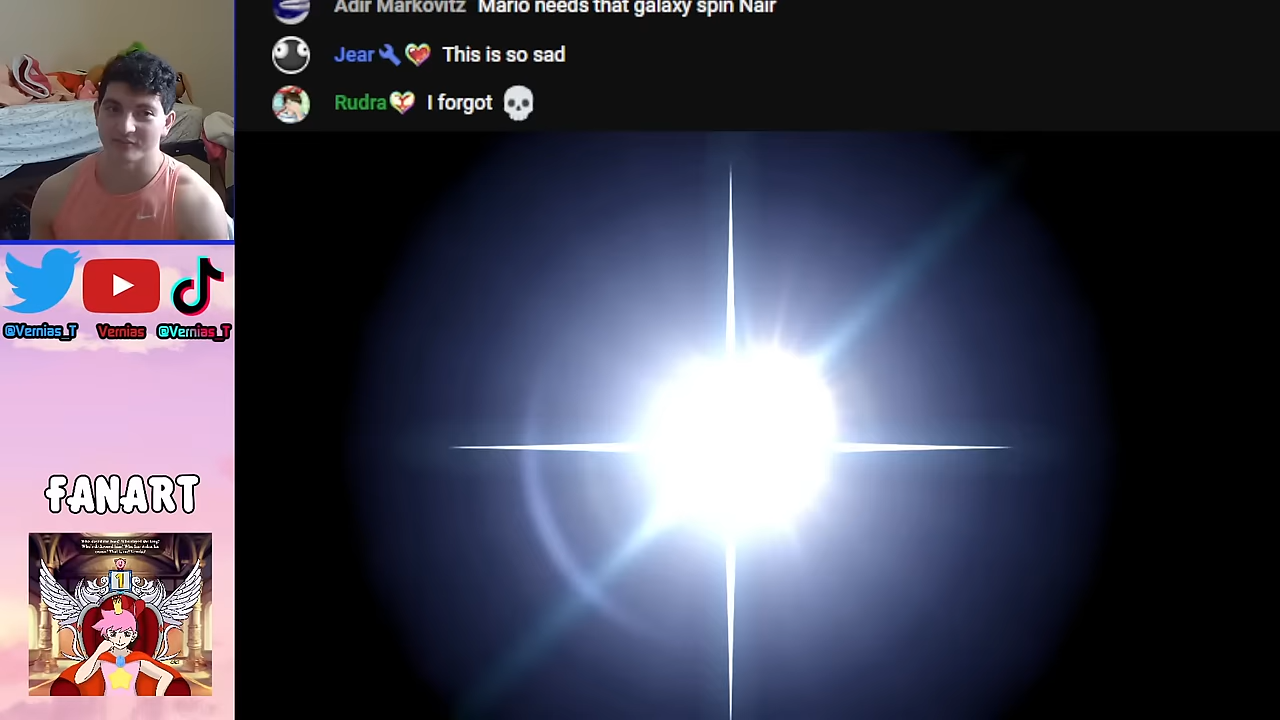 Adir Markovitz Mario needs that galaxy spin Nair
Jear This is so sad
Rudra I forgot
@Vernias_T Vernias @Vernias_T
FANART
1